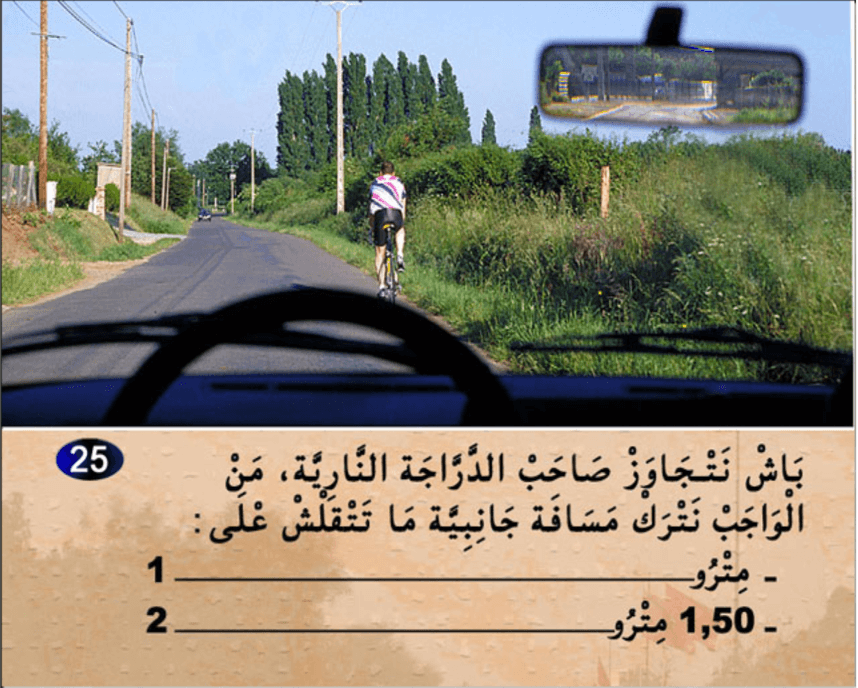 25
بَاشْ نَتْجَاوَزْ صَاحَبْ الدَّرَّاجَة النَّارِيَّة، مَنْ
الْوَاجَبْ نَتْرَكْ مَسَافَة جَانِبِيَّة مَا تَتْقَلْشْ عْلَى :
- مِتْرُو 1
- 1,50 مِتْرُو 2